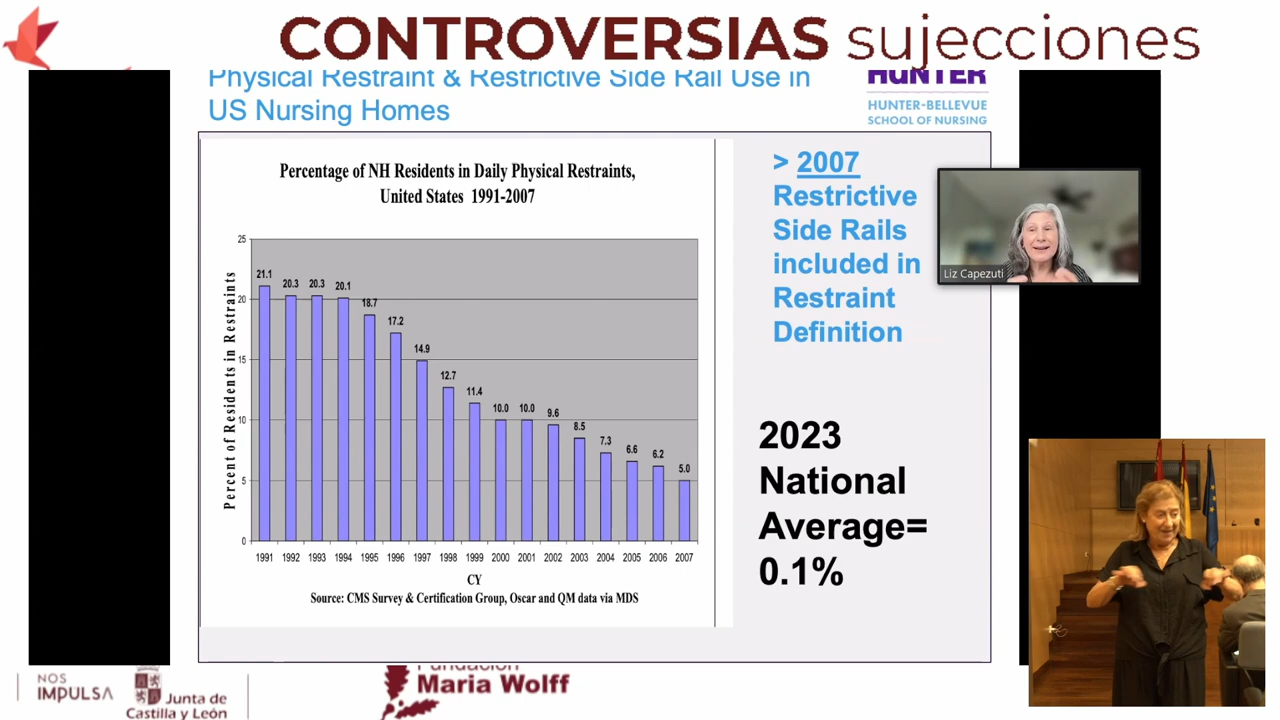 CONTROVERSIAS sujecciones
Physical Restraint & Restrictive Side Rail Use in
US Nursing Homes
HUNTER
HUNTER-BELLEVUE
SCHOOL OF NURSING
Percentage of NH Residents in Daily Physical Restraints,
United States 1991-2007
Percent of Residents in Restraints
25
20
15
10
5
0
21.1
20.3
20.3
20.1
18.7
17.2
14.9
12.7
11.4
10.0
10.0
9.6
8.5
7.3
6.6
6.2
5.0
1991 1992 1993 1994 1995 1996 1997 1998 1999 2000 2001 2002 2003 2004 2005 2006 2007
CY
Source: CMS Survey & Certification Group, Oscar and QM data via MDS
> 2007
Restrictive
Side Rails
included in
Restraint
Definition
2023
National
Average=
0.1%
Liz Capezuti
NOS
IMPULSA
Junta de
Castilla y León
Fundación
Maria Wolff